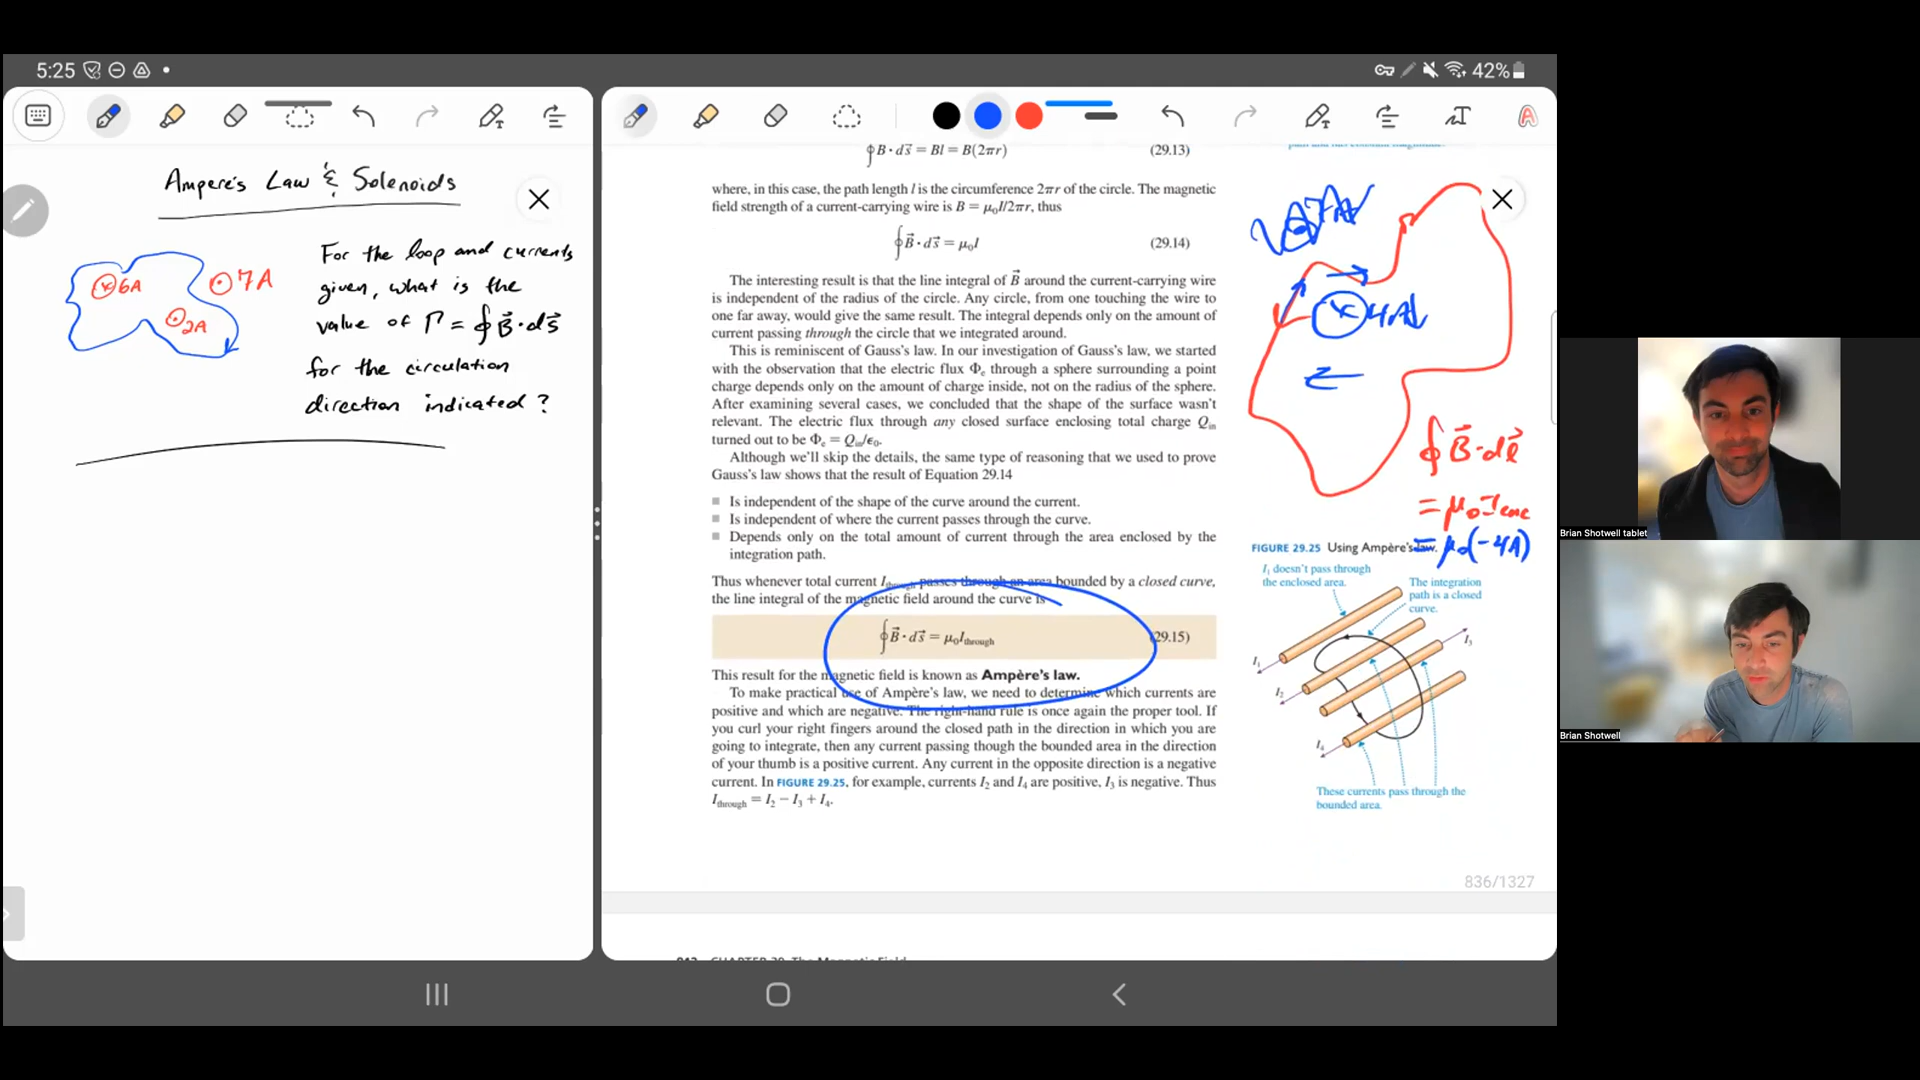 5:25
42%
Ampere's Law & Solenoids
6A
7A
2A
For the loop and currents
given, what is the
value of Γ = ∮B⃗·ds⃗
for the circulation
direction indicated?
∮B⃗·ds⃗ = Bl = B(2πr) (29.13)
where, in this case, the path length l is the circumference 2πr of the circle. The magnetic
field strength of a current-carrying wire is B = μ₀I/2πr, thus
∮B⃗·ds⃗ = μ₀I (29.14)
The interesting result is that the line integral of B⃗ around the current-carrying wire
is independent of the radius of the circle. Any circle, from one touching the wire to
one far away, would give the same result. The integral depends only on the amount of
current passing through the circle that we integrated around.
This is reminiscent of Gauss's law. In our investigation of Gauss's law, we started
with the observation that the electric flux Φₑ through a sphere surrounding a point
charge depends only on the amount of charge inside, not on the radius of the sphere.
After examining several cases, we concluded that the shape of the surface wasn't
relevant. The electric flux through any closed surface enclosing total charge Qin
turned out to be Φₑ = Qin/ϵ₀.
Although we'll skip the details, the same type of reasoning that we used to prove
Gauss's law shows that the result of Equation 29.14
■ Is independent of the shape of the curve around the current.
■ Is independent of where the current passes through the curve.
■ Depends only on the total amount of current through the area enclosed by the
integration path.
Thus whenever total current Ithrough passes through an area bounded by a closed curve,
the line integral of the magnetic field around the curve is
∮B⃗·ds⃗ = μ₀Ithrough (29.15)
This result for the magnetic field is known as Ampère's law.
To make practical use of Ampère's law, we need to determine which currents are
positive and which are negative. The right-hand rule is once again the proper tool. If
you curl your right fingers around the closed path in the direction in which you are
going to integrate, then any current passing though the bounded area in the direction
of your thumb is a positive current. Any current in the opposite direction is a negative
current. In FIGURE 29.25, for example, currents I₂ and I₄ are positive, I₃ is negative. Thus
Ithrough = I₂ − I₃ + I₄.
4A
∮B⃗·dℓ⃗
= μ₀Ienc
= μ₀(-4A)
FIGURE 29.25 Using Ampère's law.
I₁ doesn't pass through
the enclosed area.
The integration
path is a closed
curve.
I₁
I₂
I₃
I₄
These currents pass through the
bounded area.
836/1327
CHAPTER 29 The Magnetic Field
Brian Shotwell tablet
Brian Shotwell